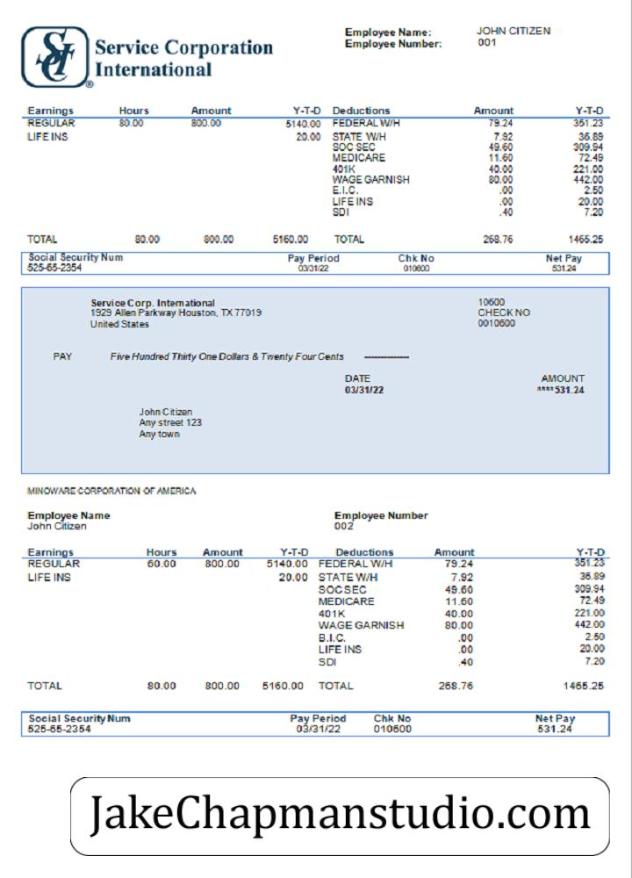 Employee Name: JOHN CITIZEN
Employee Number: 001
Service Corporation
International
Earnings Hours Amount Y-T-D Deductions Amount Y-T-D
REGULAR 80.00 800.00 5140.00 FEDERAL W/H 79.24 351.23
LIFE INS 20.00 STATE W/H 7.92 36.89
SOC SEC 49.60 309.94
MEDICARE 11.60 72.49
401K 40.00 221.00
WAGE GARNISH 80.00 442.00
E.I.C. .00 2.50
LIFE INS .00 20.00
SDI .40 7.20
TOTAL 80.00 800.00 5160.00 TOTAL 268.76 1465.25
Social Security Num Pay Period Chk No Net Pay
525-65-2354 03/31/22 010600 531.24
Service Corp. International 10600
1929 Allen Parkway Houston, TX 77019 CHECK NO
United States 0010600
PAY Five Hundred Thirty One Dollars & Twenty Four Cents --------------
DATE AMOUNT
03/31/22 ****531.24
John Citizen
Any street 123
Any town
MINOWARE CORPORATION OF AMERICA
Employee Name Employee Number
John Citizen 002
Earnings Hours Amount Y-T-D Deductions Amount Y-T-D
REGULAR 60.00 800.00 5140.00 FEDERAL W/H 79.24 351.23
LIFE INS 20.00 STATE W/H 7.92 36.89
SOC SEC 49.60 309.94
MEDICARE 11.60 72.49
401K 40.00 221.00
WAGE GARNISH 80.00 442.00
B.I.C. .00 2.50
LIFE INS .00 20.00
SDI .40 7.20
TOTAL 80.00 800.00 5160.00 TOTAL 268.76 1465.25
Social Security Num Pay Period Chk No Net Pay
525-65-2354 03/31/22 010600 531.24
JakeChapmanstudio.com